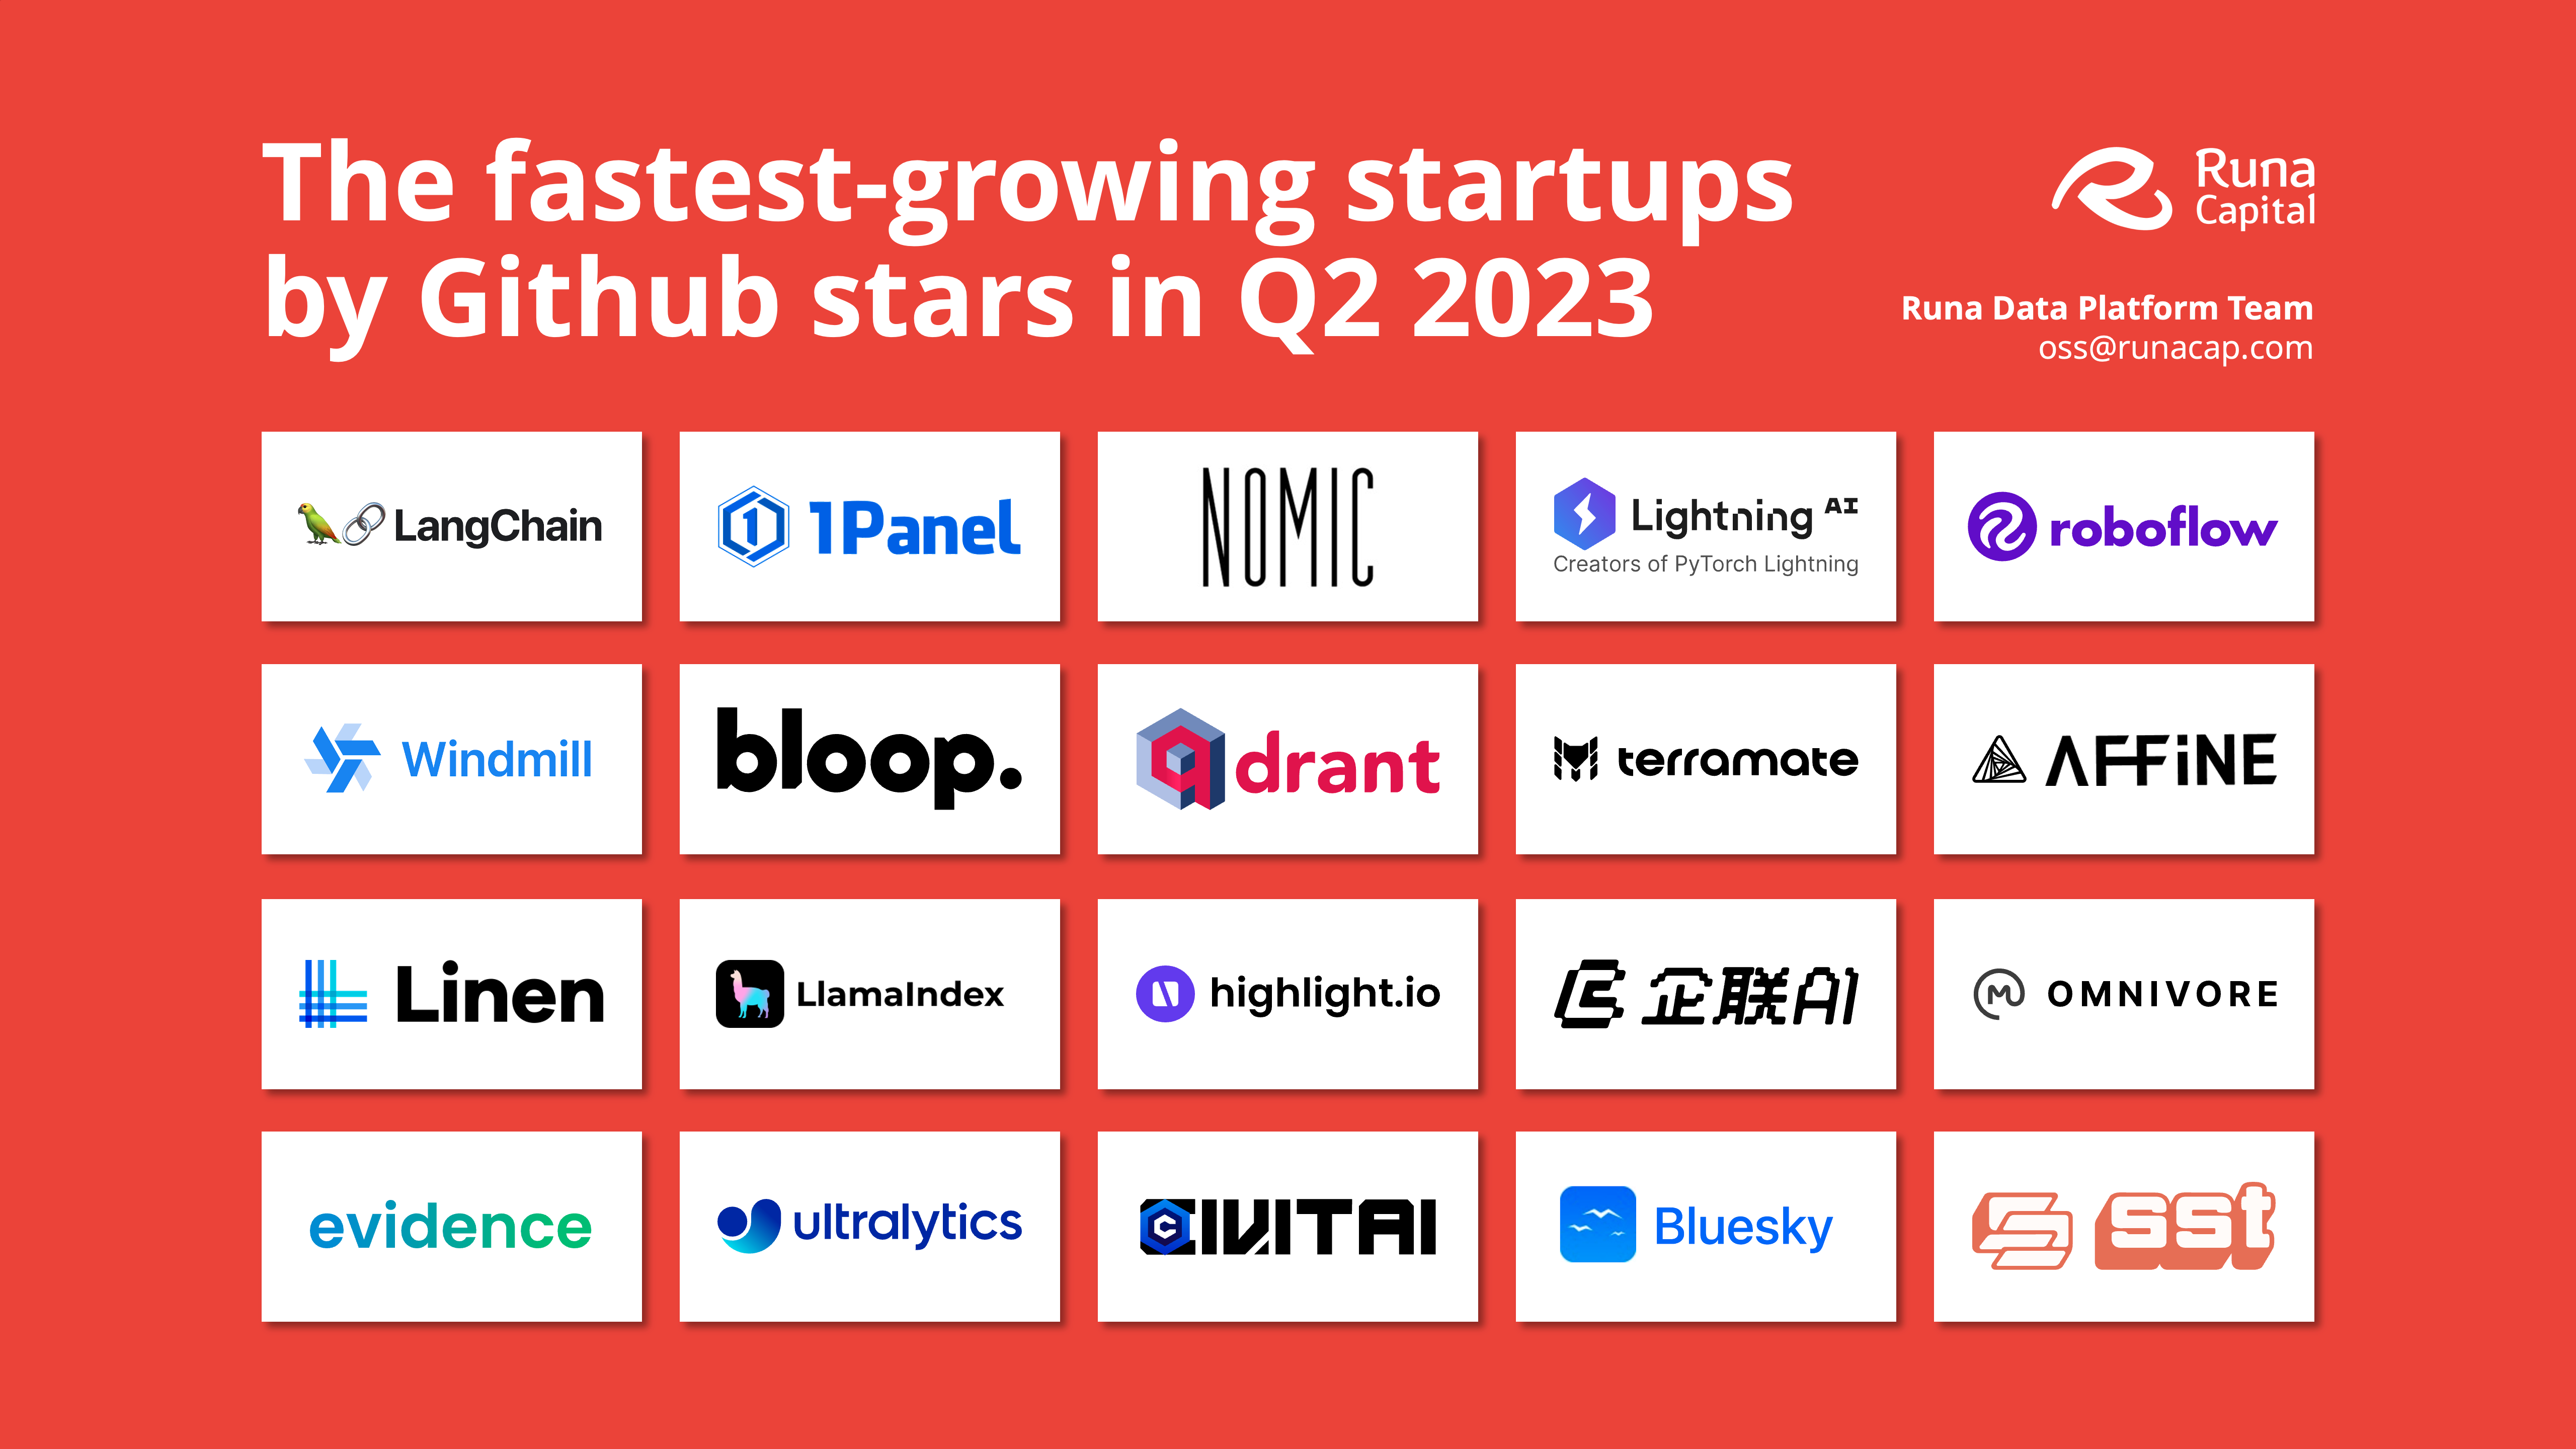 The fastest-growing startups
by Github stars in Q2 2023
Runa
Capital
Runa Data Platform Team
oss@runacap.com
LangChain
1Panel
NOMIC
Lightning AI
Creators of PyTorch Lightning
roboflow
Windmill
bloop.
qdrant
terramate
AFFiNE
Linen
LlamaIndex
highlight.io
企联AI
OMNIVORE
evidence
ultralytics
CIVITAI
Bluesky
sst